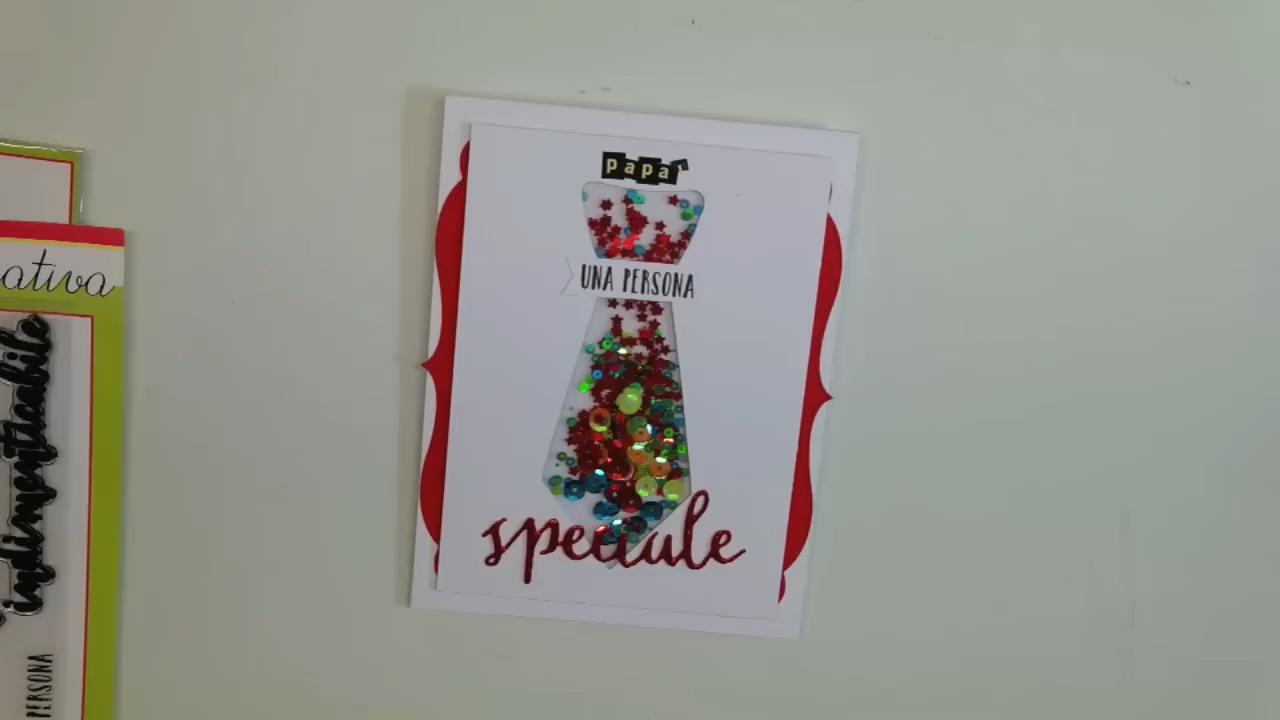 papa'
UNA PERSONA
speciale
ativa
indimenticabile
PERSONA